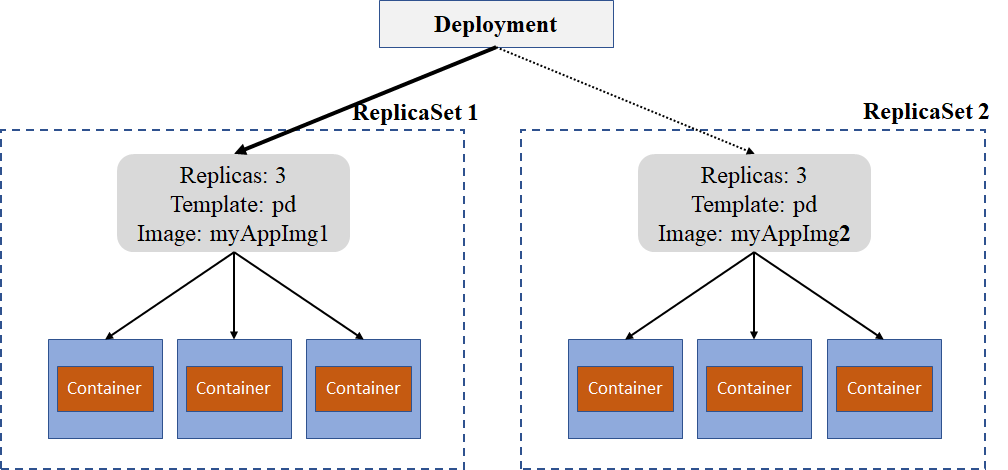 Deployment
ReplicaSet 1
Replicas: 3
Template: pd
Image: myAppImg1
Container
Container
Container
ReplicaSet 2
Replicas: 3
Template: pd
Image: myAppImg2
Container
Container
Container